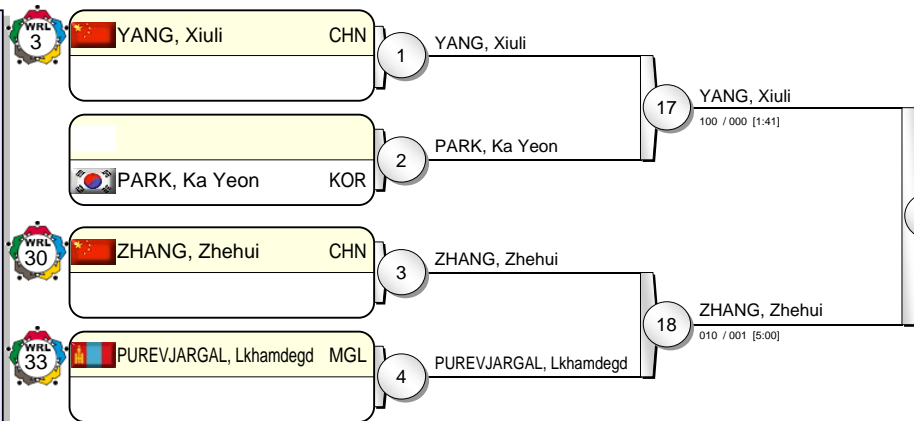 WRL
3
YANG, Xiuli CHN
1
YANG, Xiuli
PARK, Ka Yeon KOR
2
PARK, Ka Yeon
17
YANG, Xiuli
100 / 000 [1:41]
WRL
30
ZHANG, Zhehui CHN
3
ZHANG, Zhehui
WRL
33
PUREVJARGAL, Lkhamdegd MGL
4
PUREVJARGAL, Lkhamdegd
18
ZHANG, Zhehui
010 / 001 [5:00]